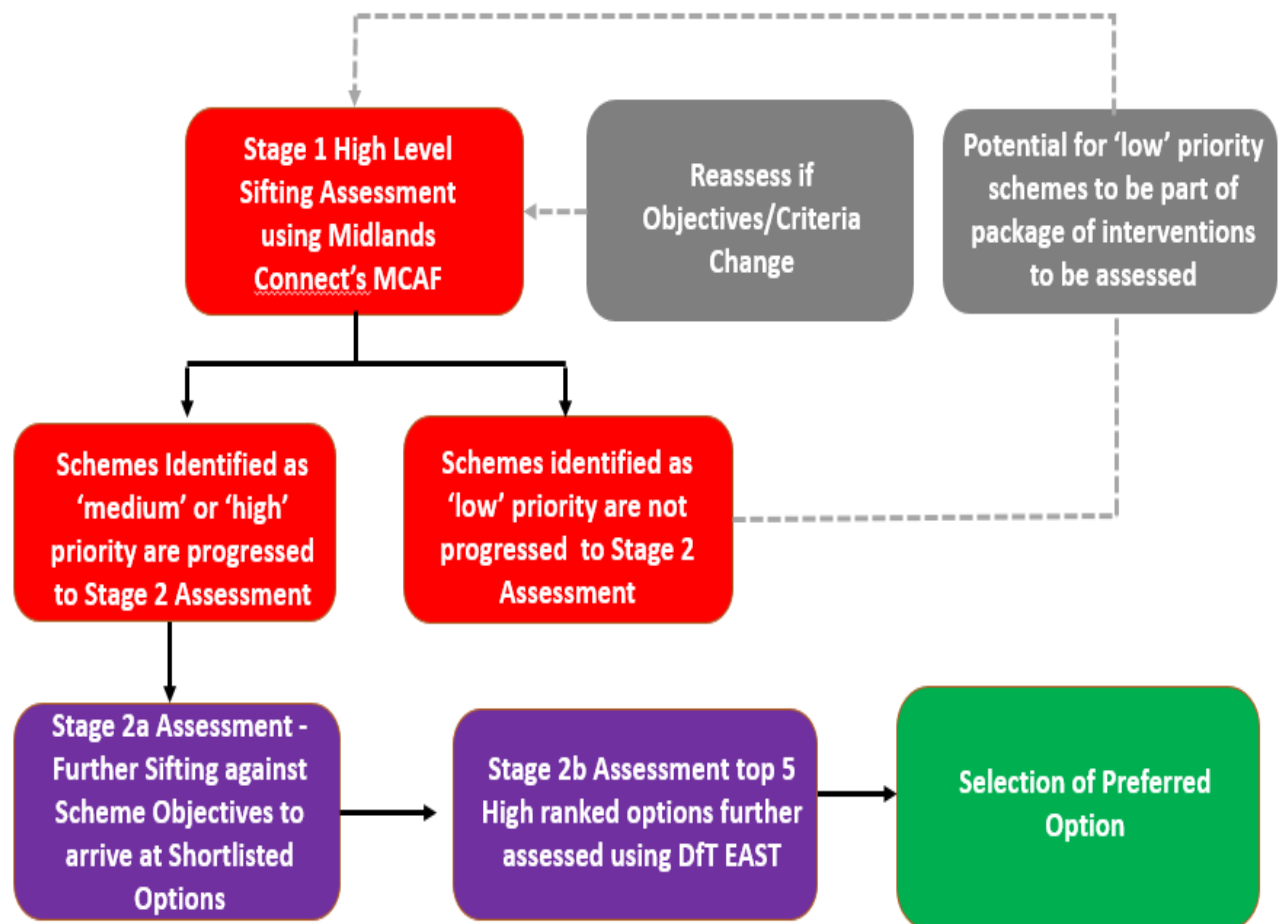 Stage 1 High Level
Sifting Assessment
using Midlands
Connect's MCAF
Reassess if
Objectives/Criteria
Change
Potential for ‘low’ priority
schemes to be part of
package of interventions
to be assessed
Schemes Identified as
‘medium’ or ‘high’
priority are progressed
to Stage 2 Assessment
Schemes identified as
‘low’ priority are not
progressed to Stage 2
Assessment
Stage 2a Assessment -
Further Sifting against
Scheme Objectives to
arrive at Shortlisted
Options
Stage 2b Assessment top 5
High ranked options further
assessed using DfT EAST
Selection of Preferred
Option